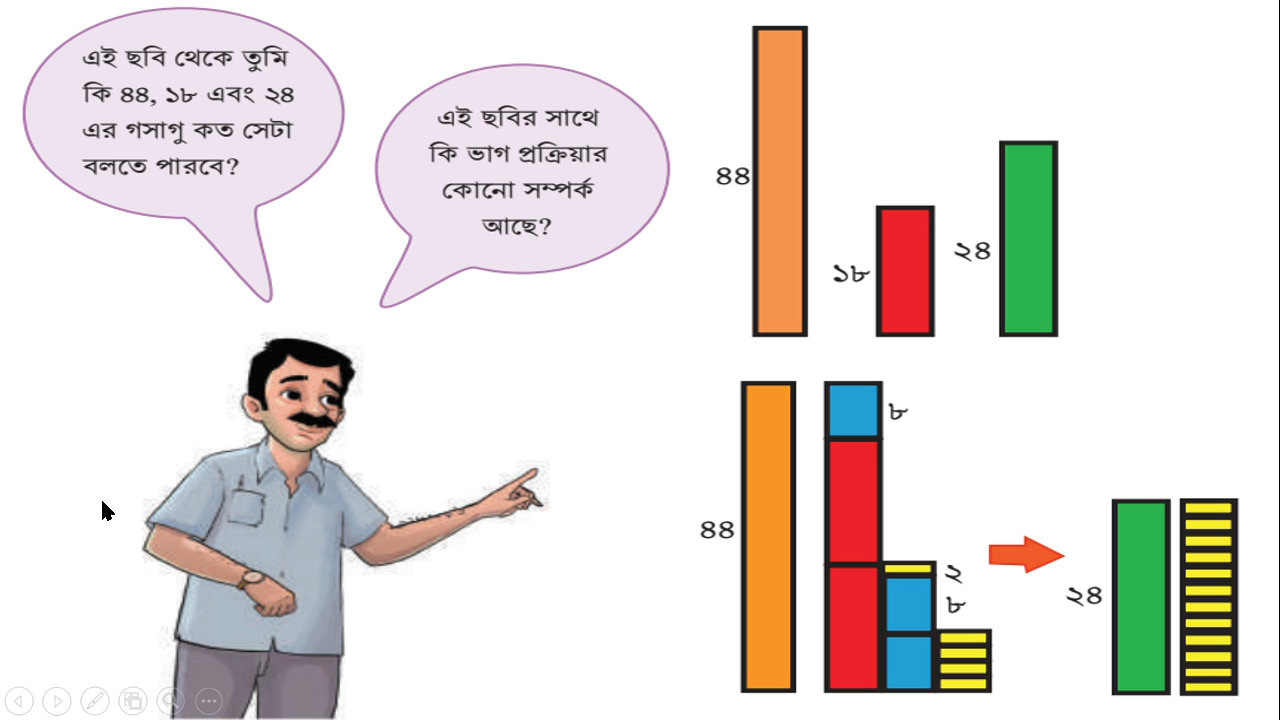 এই ছবি থেকে তুমি
কি ৪৪, ১৮ এবং ২৪
এর গসাগু কত সেটা
বলতে পারবে?
এই ছবির সাথে
কি ভাগ প্রক্রিয়ার
কোনো সম্পর্ক
আছে?
৪৪
১৮
২৪
৮
৪৪
২
৮
২৪